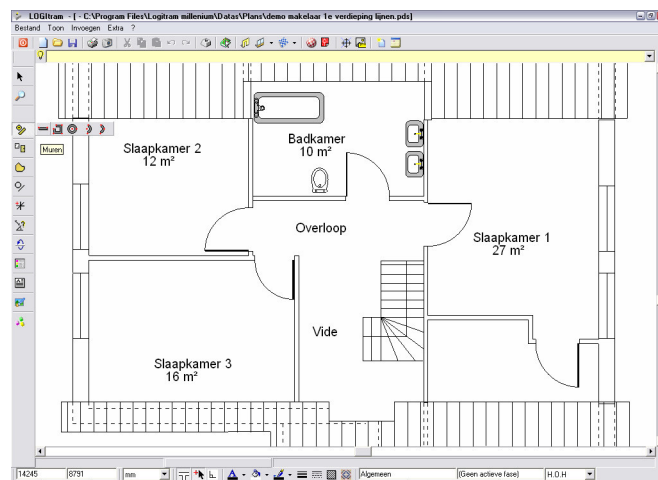 LOGItram - [ - C:\Program Files\Logitram millenium\Datas\Plans\demo makelaar 1e verdieping lijnen.pds]
Bestand Toon Invoegen Extra ?
Muren
Badkamer
10 m²
Slaapkamer 2
12 m²
Overloop
Slaapkamer 1
27 m²
Vide
Slaapkamer 3
16 m²
14245 8791 mm Algemeen (Geen actieve fase) H.O.H